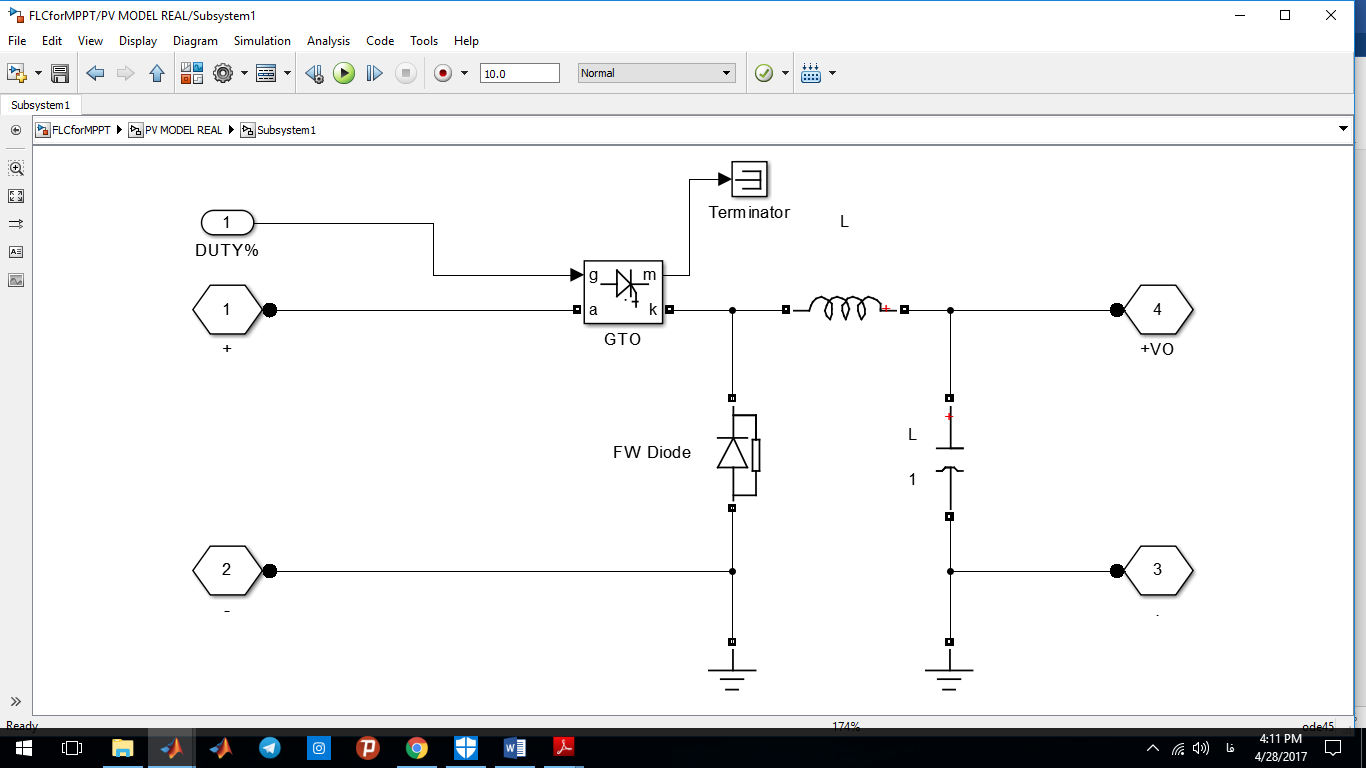 FLCforMPPT/PV MODEL REAL/Subsystem1
File Edit View Display Diagram Simulation Analysis Code Tools Help
10.0 Normal
Subsystem1
FLCforMPPT PV MODEL REAL Subsystem1
Terminator
L
1
DUTY%
g m
a k
GTO
1
+
4
+VO
FW Diode
L
1
2
-
3
.
Ready 174% ode45
فا
4:11 PM
4/28/2017